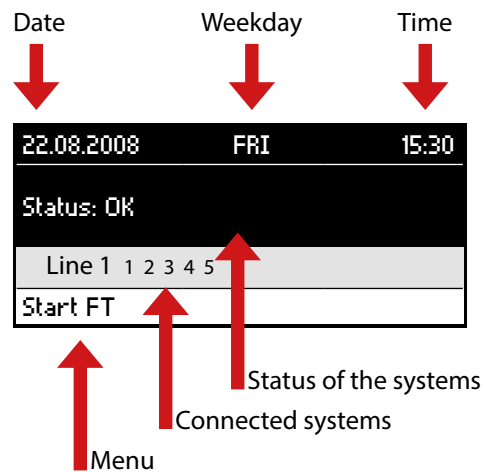 Date Weekday Time
22.08.2008 FRI 15:30
Status: OK
Line 1 1 2 3 4 5
Start FT
Status of the systems
Connected systems
Menu